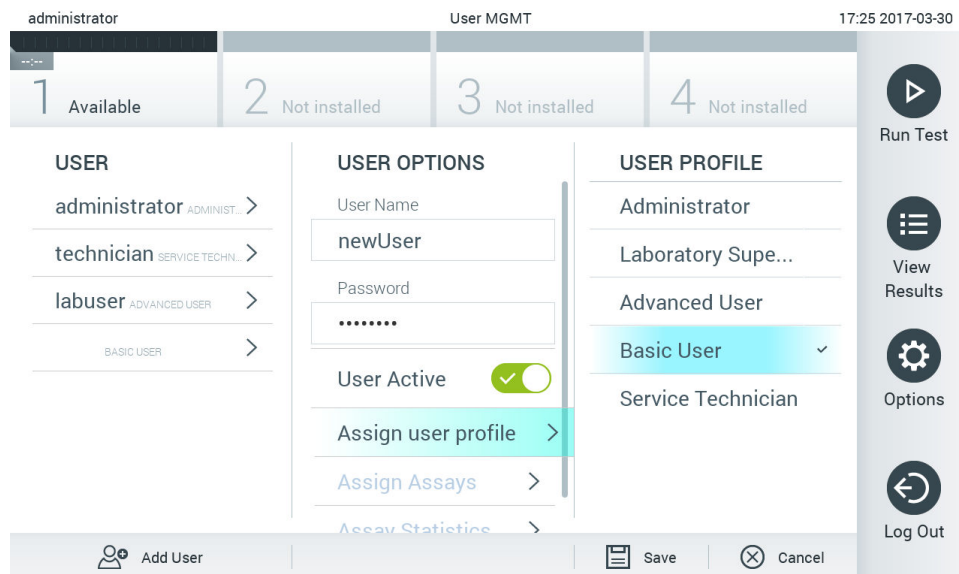 administrator
User MGMT
17:25 2017-03-30
--:--
1 Available
2 Not installed
3 Not installed
4 Not installed
Run Test
View
Results
Options
Log Out
USER
administrator ADMINIST...
technician SERVICE TECHN...
labuser ADVANCED USER
BASIC USER
USER OPTIONS
User Name
newUser
Password
••••••••
User Active
Assign user profile
Assign Assays
Assay Statistics
USER PROFILE
Administrator
Laboratory Supe...
Advanced User
Basic User
Service Technician
Add User
Save
Cancel